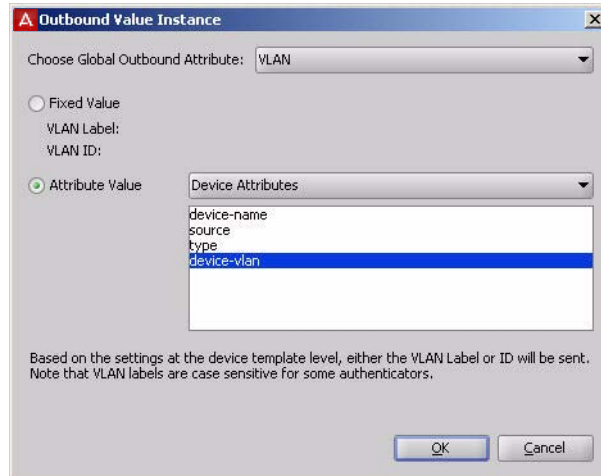 Outbound Value Instance
Choose Global Outbound Attribute: VLAN
Fixed Value
VLAN Label:
VLAN ID:
Attribute Value Device Attributes
device-name
source
type
device-vlan
Based on the settings at the device template level, either the VLAN Label or ID will be sent.
Note that VLAN labels are case sensitive for some authenticators.
OK Cancel